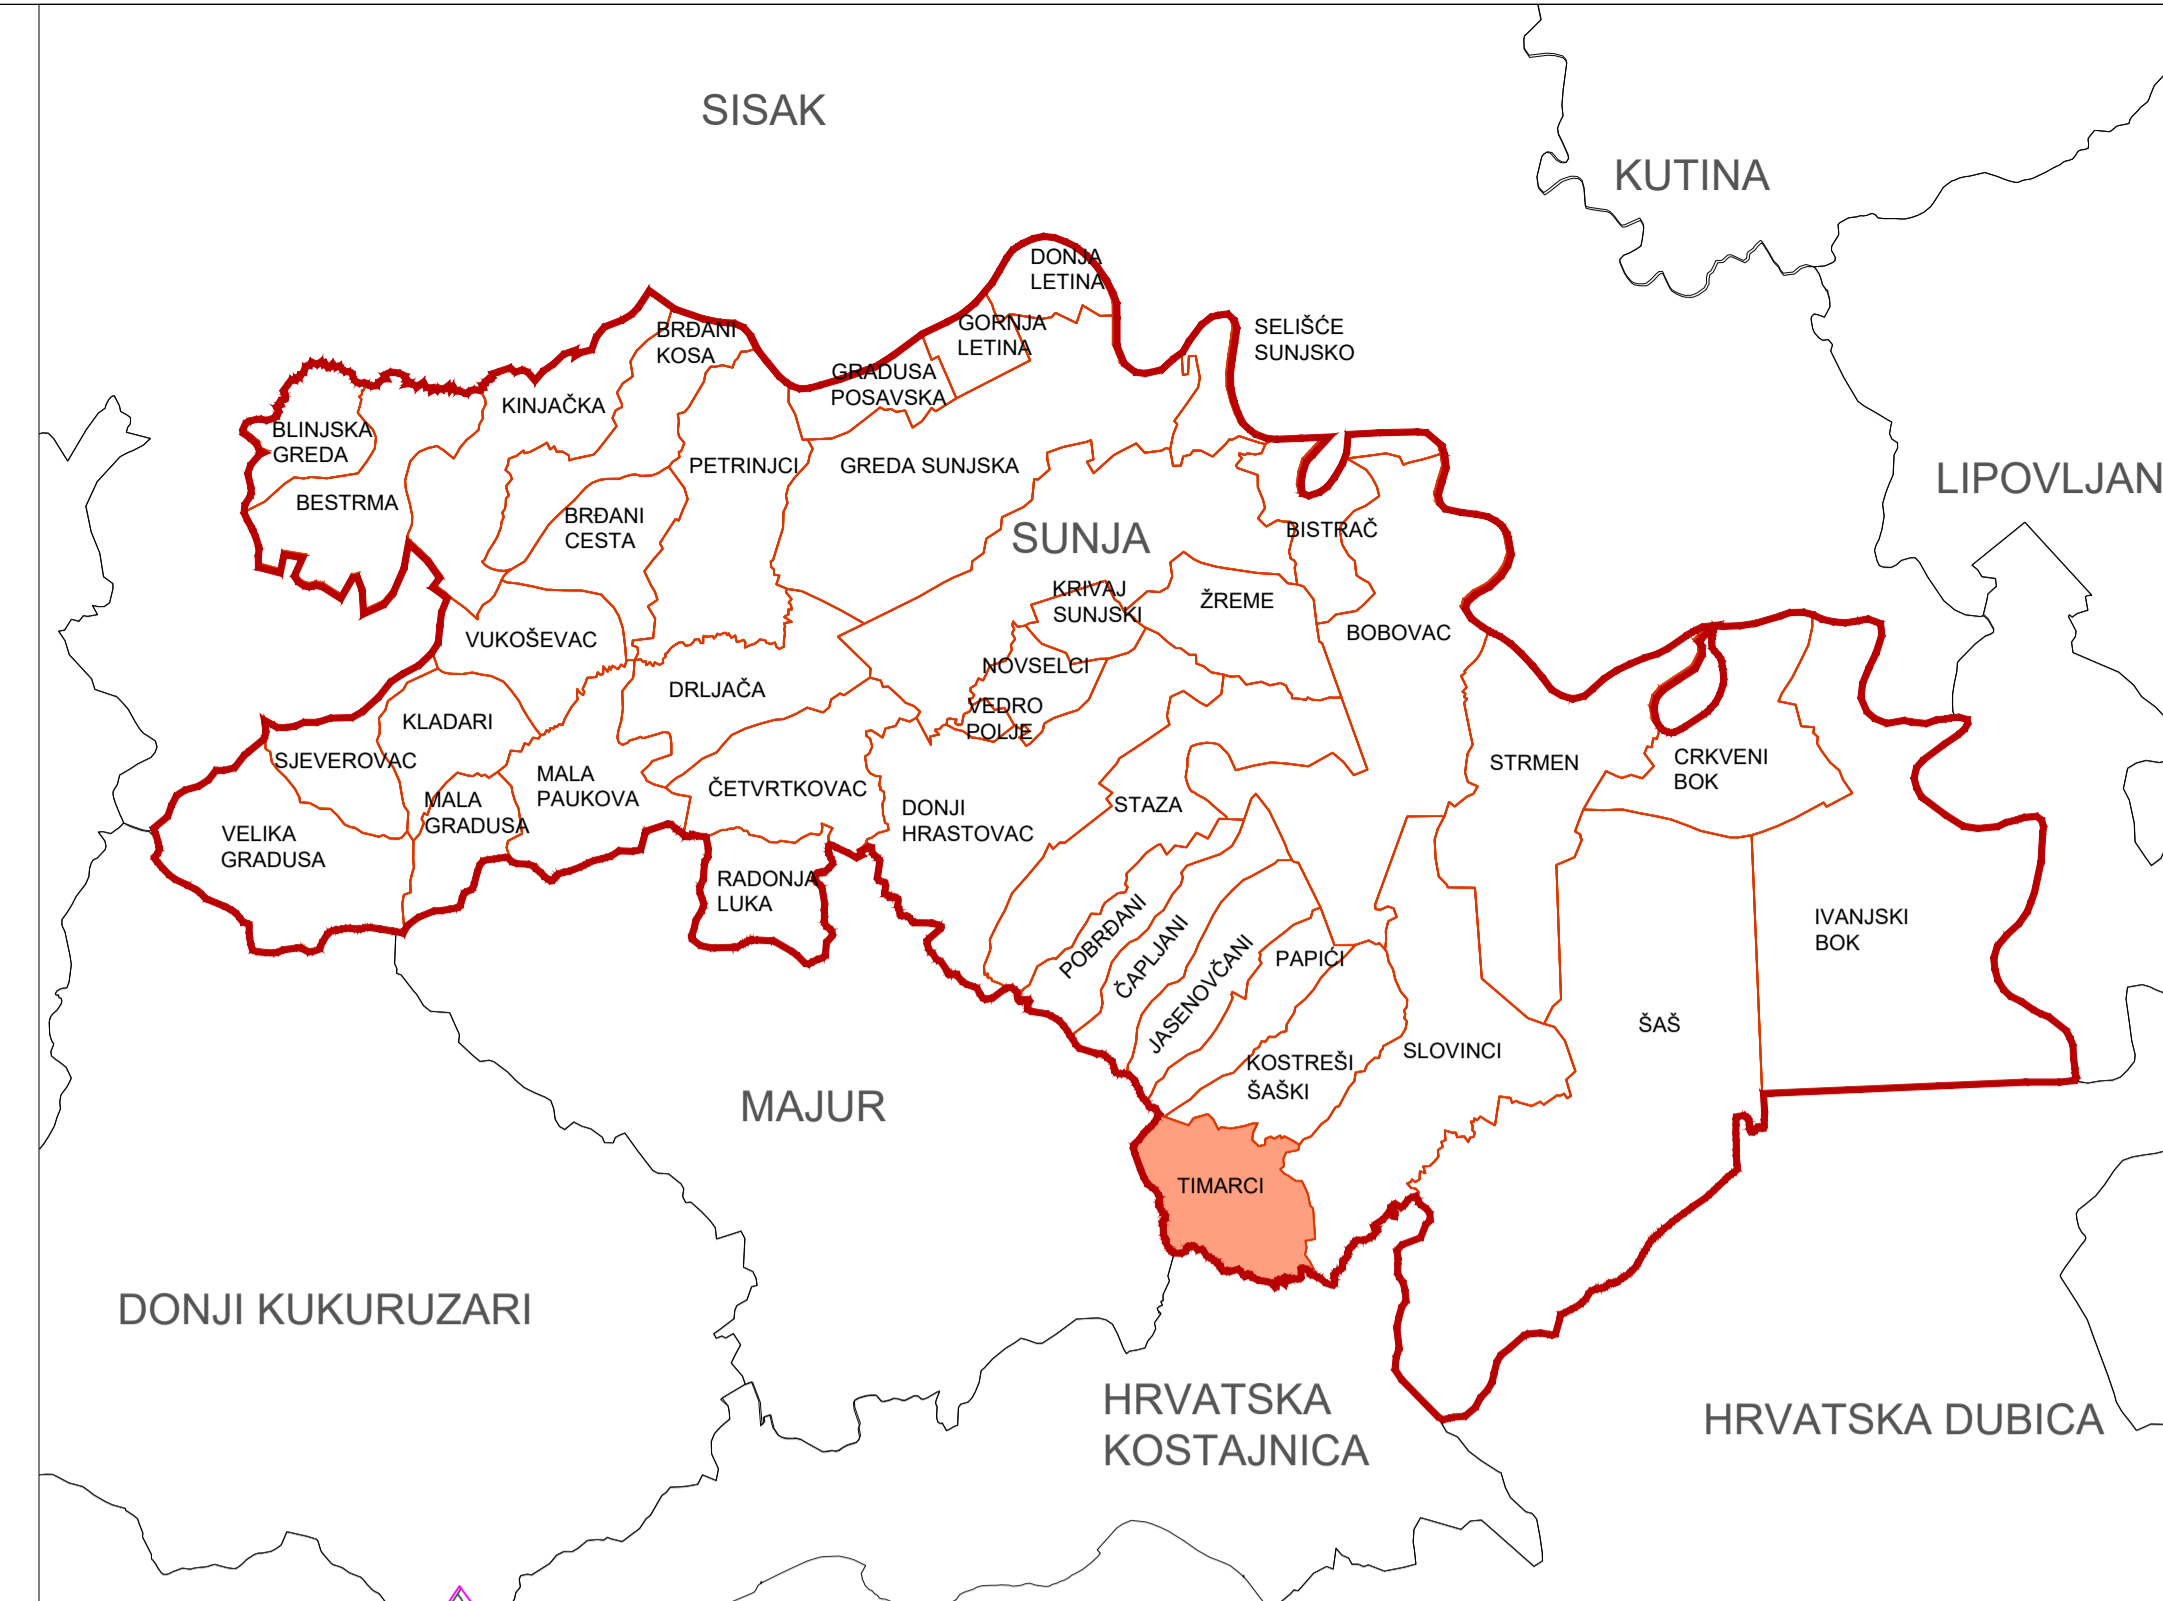 SISAK
KUTINA
DONJA
LETINA
GORNJA
LETINA
SELIŠĆE
SUNJSKO
BRĐANI
KOSA
GRADUSA
POSAVSKA
KINJAČKA
BLINJSKA
GREDA
PETRINJCI
GREDA SUNJSKA
LIPOVLJAN
BESTRMA
BRĐANI
CESTA
SUNJA
BISTRAČ
KRIVAJ
SUNJSKI
ŽREME
VUKOŠEVAC
BOBOVAC
NOVSELCI
DRLJAČA
VEDRO
POLJE
KLADARI
SJEVEROVAC
MALA
PAUKOVA
ČETVRTKOVAC
STRMEN
CRKVENI
BOK
MALA
GRADUSA
DONJI
HRASTOVAC
STAZA
VELIKA
GRADUSA
RADONJA
LUKA
IVANJSKI
BOK
POBRĐANI
ČAPLJANI
JASENOVČANI
PAPIĆI
ŠAŠ
SLOVINCI
KOSTREŠI
ŠAŠKI
MAJUR
TIMARCI
DONJI KUKURUZARI
HRVATSKA
KOSTAJNICA
HRVATSKA DUBICA